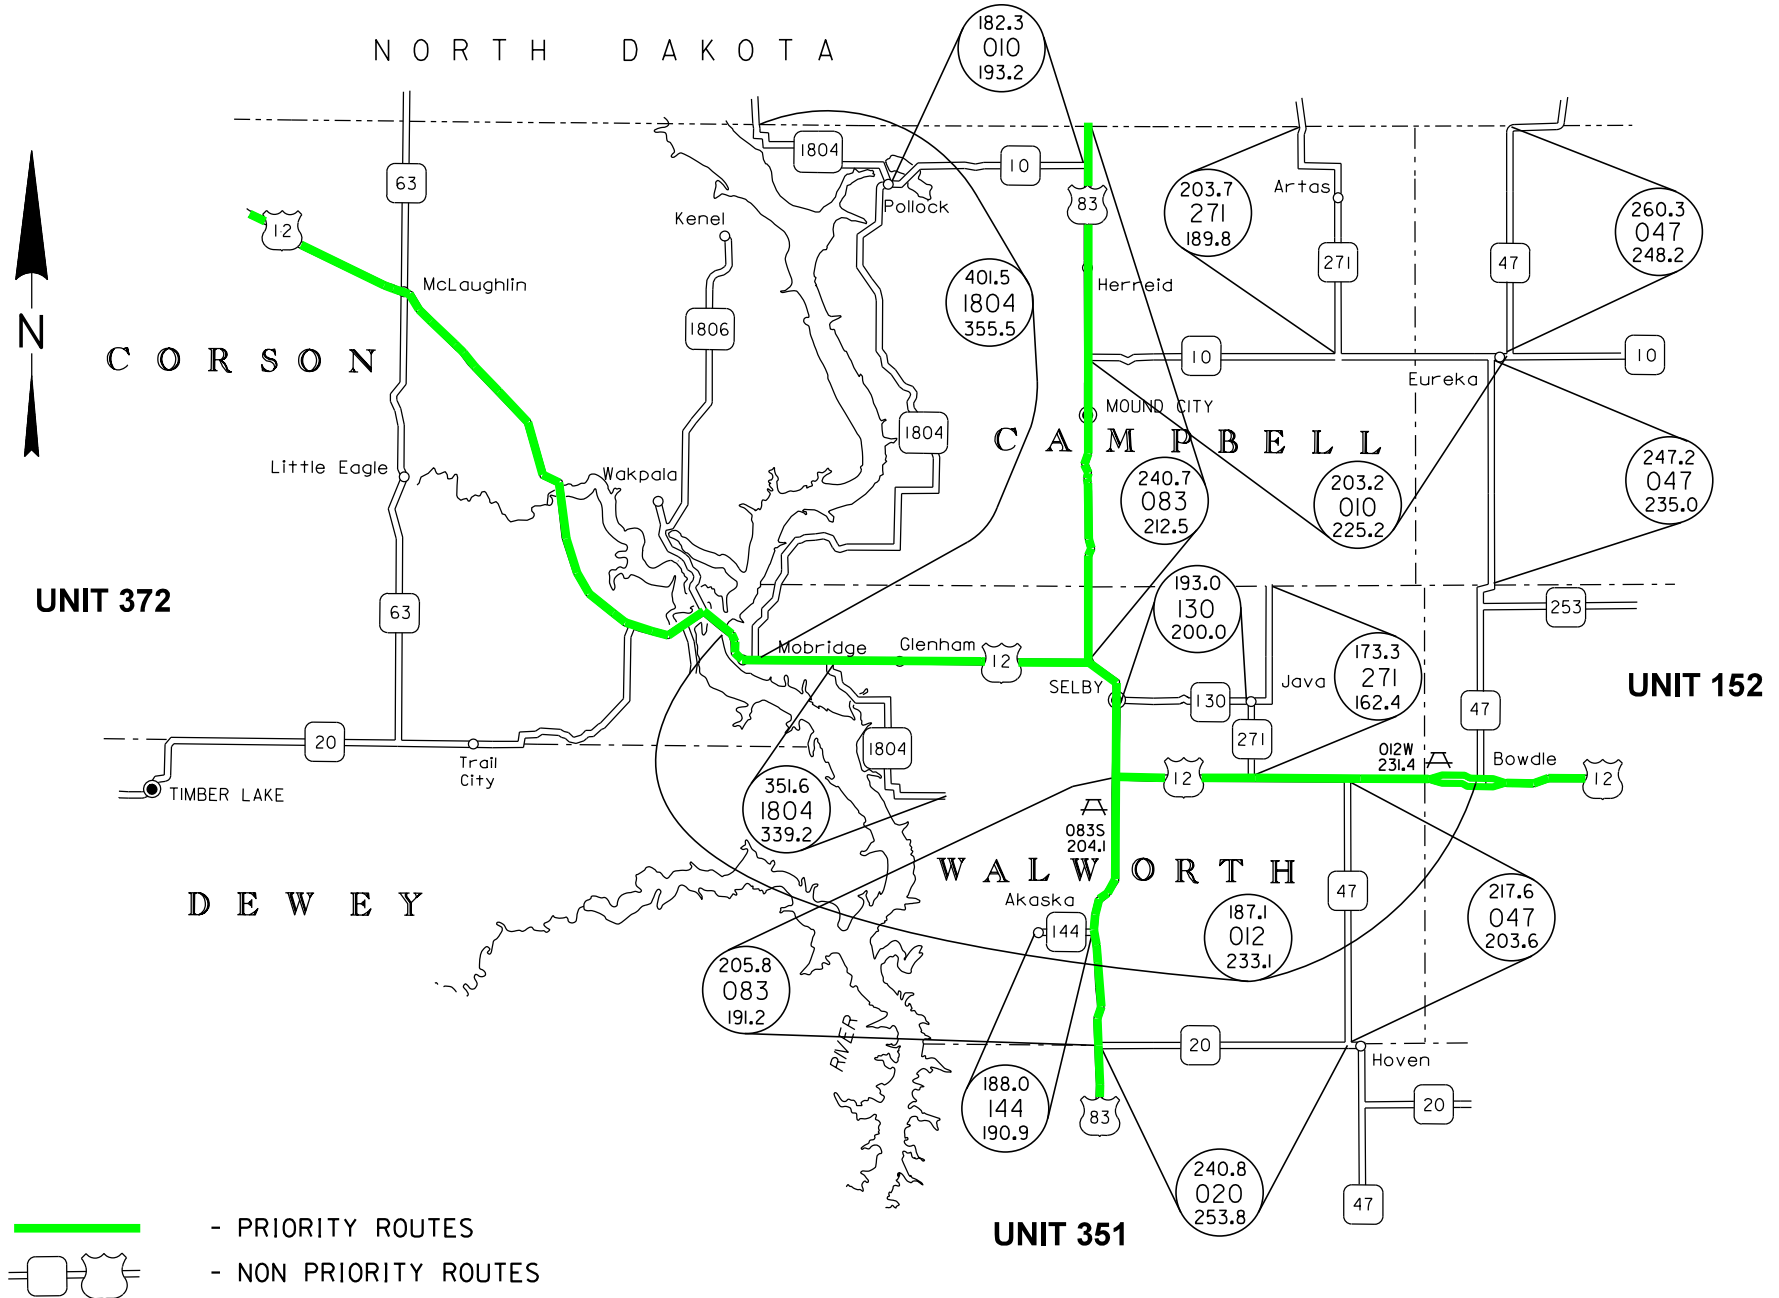 NORTH DAKOTA
182.3
010
193.2
1804
10
63
83
Pollock
Kenel
Artas
203.7
271
189.8
260.3
047
248.2
12
N
McLaughlin
401.5
1804
355.5
Herreid
271
47
1806
CORSON
10
10
Eureka
MOUND CITY
1804
CAMPBELL
Little Eagle
Wakpala
240.7
083
212.5
203.2
010
225.2
247.2
047
235.0
UNIT 372
63
193.0
130
200.0
253
Mobridge
Glenham
12
SELBY
130
Java
173.3
271
162.4
UNIT 152
47
20
Trail
City
1804
271
012W
231.4
Bowdle
TIMBER LAKE
12
12
351.6
1804
339.2
083S
204.1
WALWORTH
DEWEY
Akaska
144
47
187.1
012
233.1
217.6
047
203.6
205.8
083
191.2
RIVER
20
Hoven
188.0
144
190.9
83
20
240.8
020
253.8
47
UNIT 351
- PRIORITY ROUTES
- NON PRIORITY ROUTES